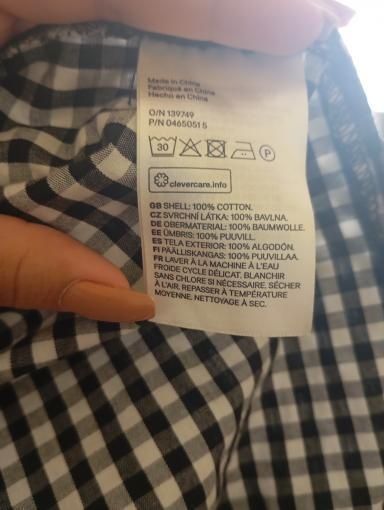 Made in China
Fabriqué en Chine
Hecho en China
O/N 139749
P/N 0465051 5
30 P
clevercare.info
GB SHELL: 100% COTTON.
CZ SVRCHNÍ LÁTKA: 100% BAVLNA.
DE OBERMATERIAL: 100% BAUMWOLLE.
EE ÜMBRIS: 100% PUUVILL.
ES TELA EXTERIOR: 100% ALGODÓN.
FI PÄÄLLISKANGAS: 100% PUUVILLAA.
FR LAVER À LA MACHINE À L'EAU
FROIDE CYCLE DÉLICAT. BLANCHIR
SANS CHLORE SI NÉCESSAIRE. SÉCHER
À L'AIR. REPASSER À TEMPÉRATURE
MOYENNE. NETTOYAGE À SEC.